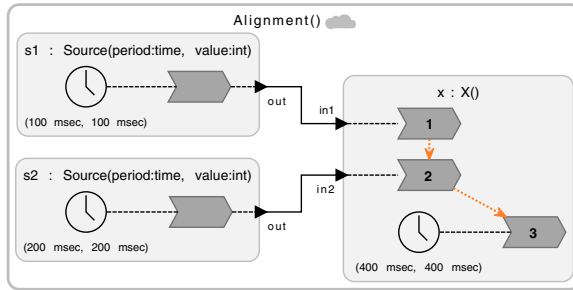 Alignment()
s1 : Source(period:time, value:int)
(100 msec, 100 msec)
out
s2 : Source(period:time, value:int)
(200 msec, 200 msec)
out
x : X()
in1
1
in2
2
3
(400 msec, 400 msec)